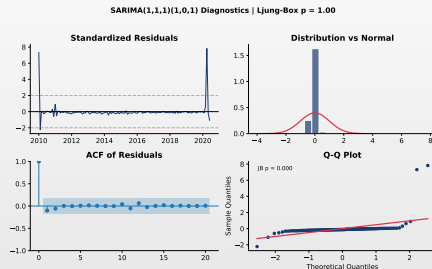 SARIMA(1,1,1)(1,0,1) Diagnostics | Ljung-Box p = 1.00
Standardized Residuals
8
6
4
2
0
−2
2010 2012 2014 2016 2018 2020
Distribution vs Normal
1.5
1.0
0.5
0.0
−4 −2 0 2 4 6 8
ACF of Residuals
1.0
0.5
0.0
−0.5
−1.0
0 5 10 15 20
Q-Q Plot
JB p = 0.000
Sample Quantiles
8
6
4
2
0
−2
−2 −1 0 1 2
Theoretical Quantiles